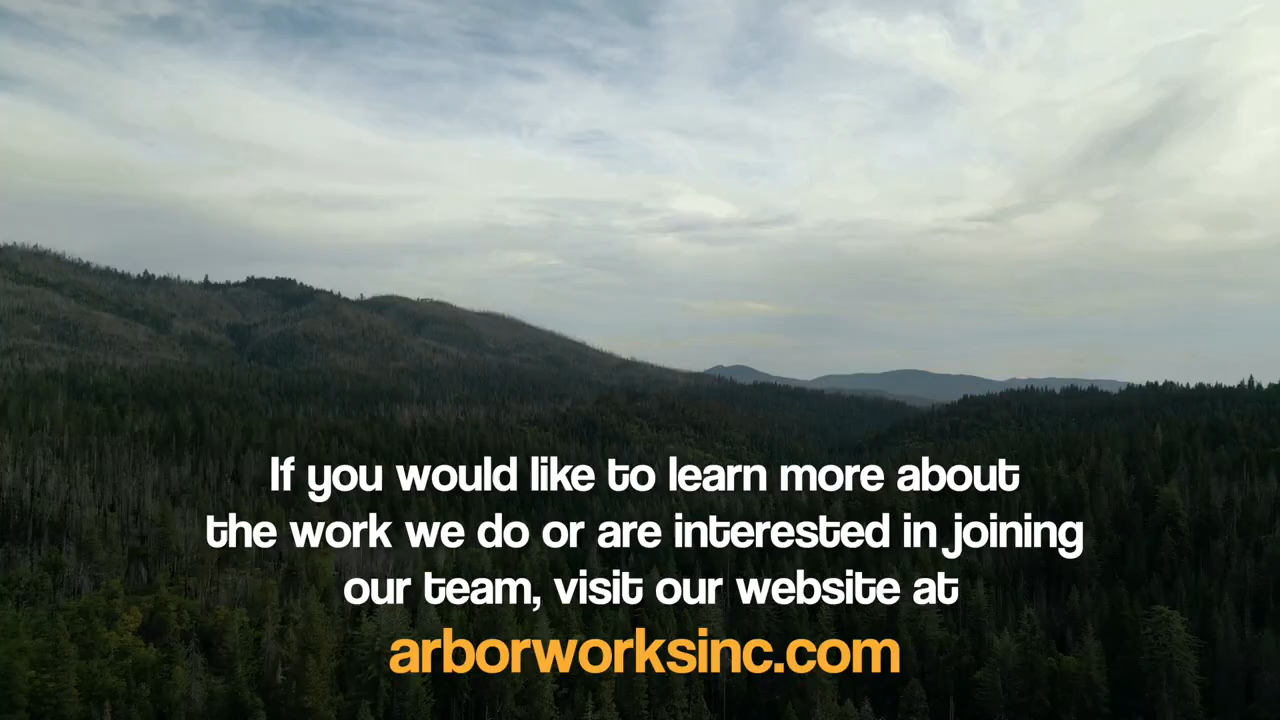 If you would like to learn more about
the work we do or are interested in joining
our team, visit our website at
arborworksinc.com